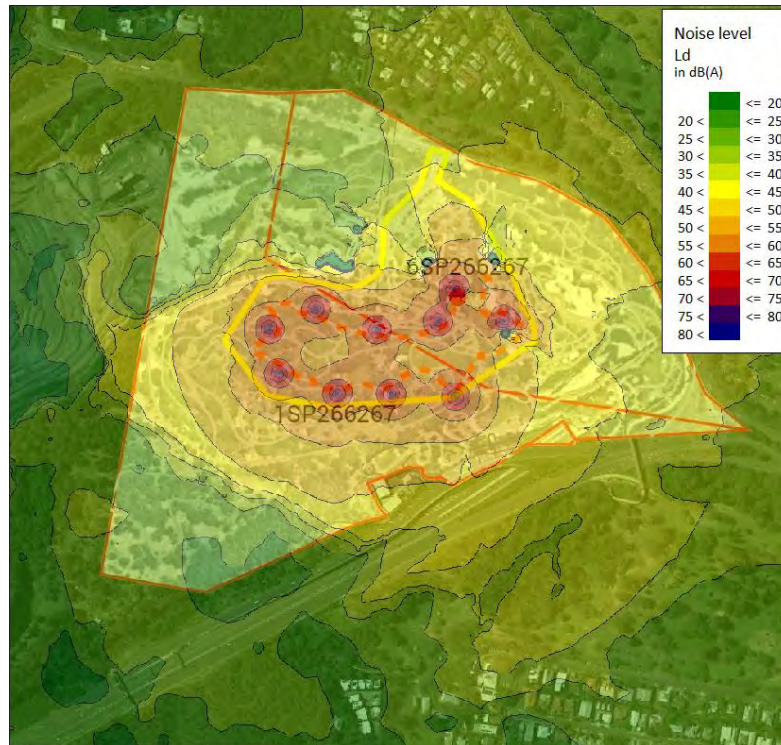 Noise level
Ld
in dB(A)
<= 20
20 < <= 25
25 < <= 30
30 < <= 35
35 < <= 40
40 < <= 45
45 < <= 50
50 < <= 55
55 < <= 60
60 < <= 65
65 < <= 70
70 < <= 75
75 < <= 80
80 <
6SP266267
1SP266267